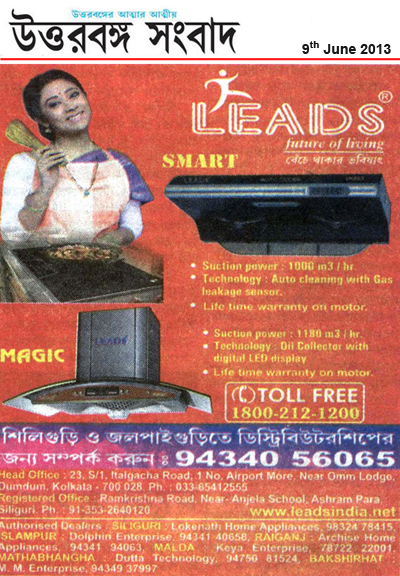 উত্তরবঙ্গের আত্মার আত্মীয়
উত্তরবঙ্গ সংবাদ
9th June 2013
LEADS®
future of living
বেঁচে থাকার ভবিষ্যৎ
SMART
LEADS
• Suction power : 1000 m3 / hr.
• Technology : Auto cleaning with Gas
leakage sensor.
• Life time warranty on motor.
LEADS
MAGIC
• Suction power : 1180 m3 / hr.
• Technology : Oil Collector with
digital LED display
• Life time warranty on motor.
TOLL FREE
1800-212-1200
শিলিগুড়ি ও জলপাইগুড়িতে ডিস্ট্রিবিউটরশিপের
জন্য সম্পর্ক করুন : 94340 56065
Head Office : 23, S/1, Italgacha Road, 1 No, Airport More, Near Omm Lodge,
Dumdum, Kolkata - 700 028. Ph. : 033-65412555
Registered Office : Ramkrishna Road, Near- Anjela School, Ashram Para,
Siliguri. Ph. : 91-353-2640120
www.leadsindia.net
Authorised Dealers : SILIGURI : Lokenath Home Appliances, 98324 78415,
ISLAMPUR : Dolphin Enterprise, 94341 40658, RAIGANJ : Archise Home
Appliances, 94341 94063, MALDA : Keya Enterprise, 78722 22001,
MATHABHANGHA : Dutta Technology, 94750 81524, BAKSHIRHAT :
M. M. Enterprise, 94349 37997